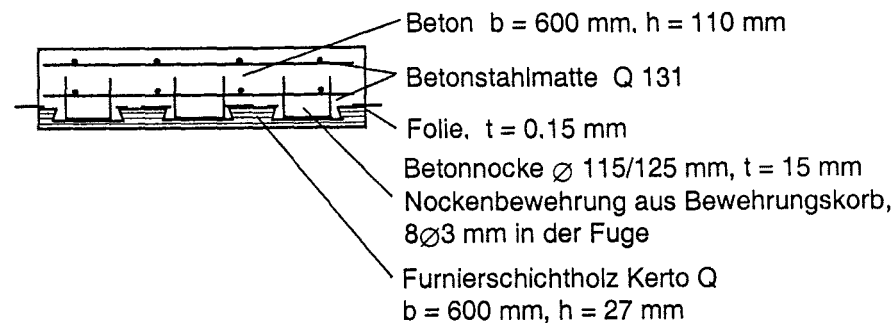 Beton b = 600 mm, h = 110 mm
Betonstahlmatte Q 131
Folie, t = 0.15 mm
Betonnocke ⌀ 115/125 mm, t = 15 mm
Nockenbewehrung aus Bewehrungskorb,
8⌀3 mm in der Fuge
Furnierschichtholz Kerto Q
b = 600 mm, h = 27 mm